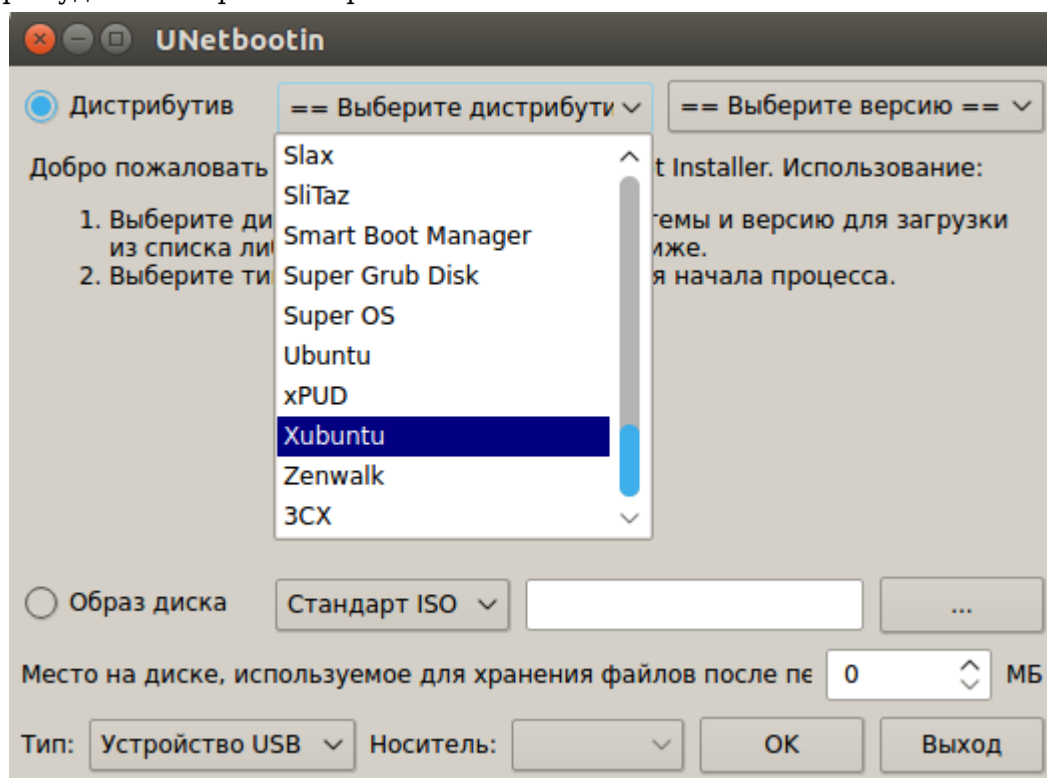 UNetbootin
Дистрибутив == Выберите дистрибути == Выберите версию ==
Добро пожаловать t Installer. Использование:
1. Выберите ди темы и версию для загрузки
из списка ли иже.
2. Выберите ти я начала процесса.
Slax
SliTaz
Smart Boot Manager
Super Grub Disk
Super OS
Ubuntu
xPUD
Xubuntu
Zenwalk
3CX
Образ диска Стандарт ISO ...
Место на диске, используемое для хранения файлов после пе 0 МБ
Тип: Устройство USB Носитель: OK Выход